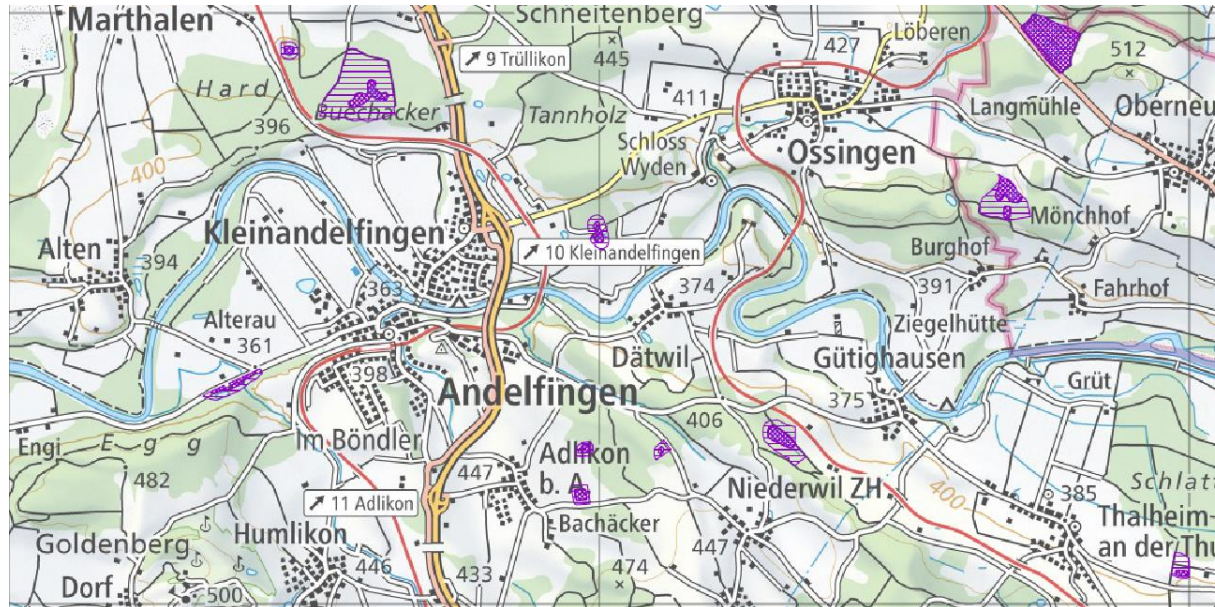 Marthalen
Schneitenberg
427
Löberen
512
9 Trüllikon
445
Hard
Buechacker
411
Tannholz
Langmühle
Oberneu
396
Schloss
Wyden
Ossingen
400
Mönchhof
Kleinandelfingen
Alten
10 Kleinandelfingen
Burghof
394
363
374
391
Fahrhof
Alterau
361
Ziegelhütte
Dätwil
Gütighausen
398
Andelfingen
Grüt
375
406
Engi
Egg
Im Böndler
447
Adlikon
b. A.
482
Niederwil ZH
400
385
Schlatt
11 Adlikon
Bachäcker
Thalheim-
an der Thu
Goldenberg
Humlikon
447
446
433
474
Dorf
500